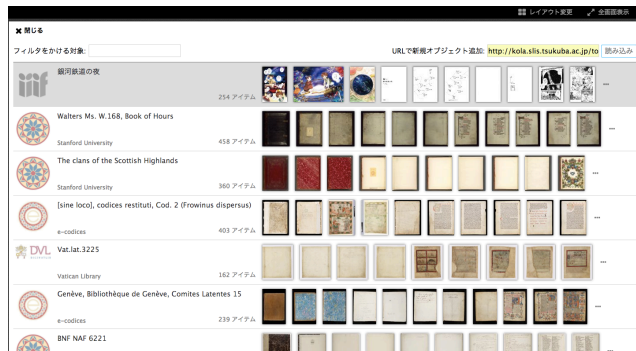 レイアウト変更 全画面表示
✖ 閉じる
フィルタをかける対象:
URLで新規オブジェクト追加: http://kola.slis.tsukuba.ac.jp/to 読み込み
iiif
銀河鉄道の夜
254 アイテム
...
Walters Ms. W.168, Book of Hours
Stanford University
458 アイテム
...
The clans of the Scottish Highlands
Stanford University
360 アイテム
...
[sine loco], codices restituti, Cod. 2 (Frowinus dispersus)
e-codices
403 アイテム
...
DVL
Vat.lat.3225
Vatican Library
162 アイテム
...
Genève, Bibliothèque de Genève, Comites Latentes 15
e-codices
239 アイテム
...
BNF NAF 6221